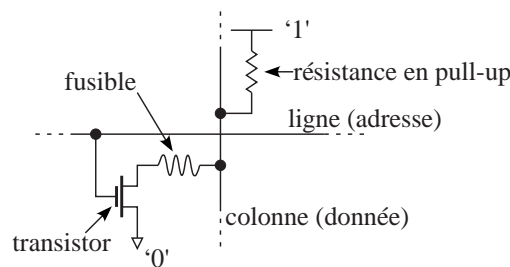 ‘1'
fusible
résistance en pull-up
ligne (adresse)
colonne (donnée)
transistor
‘0'